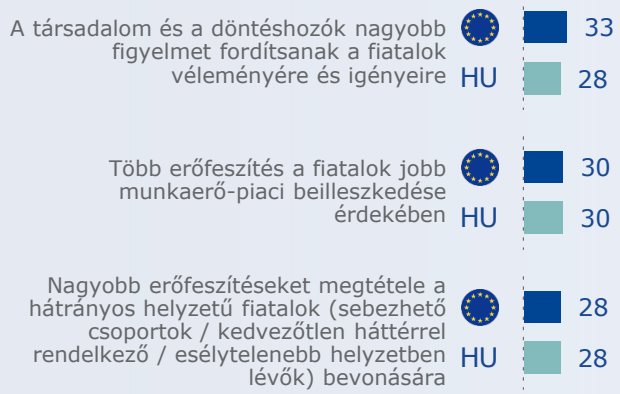 A társadalom és a döntéshozók nagyobb
figyelmet fordítsanak a fiatalok
véleményére és igényeire
33
HU 28
Több erőfeszítés a fiatalok jobb
munkaerő-piaci beilleszkedése
érdekében
30
HU 30
Nagyobb erőfeszítéseket megtétele a
hátrányos helyzetű fiatalok (sebezhető
csoportok / kedvezőtlen háttérrel
rendelkező / esélytelenebb helyzetben
lévők) bevonására
28
HU 28